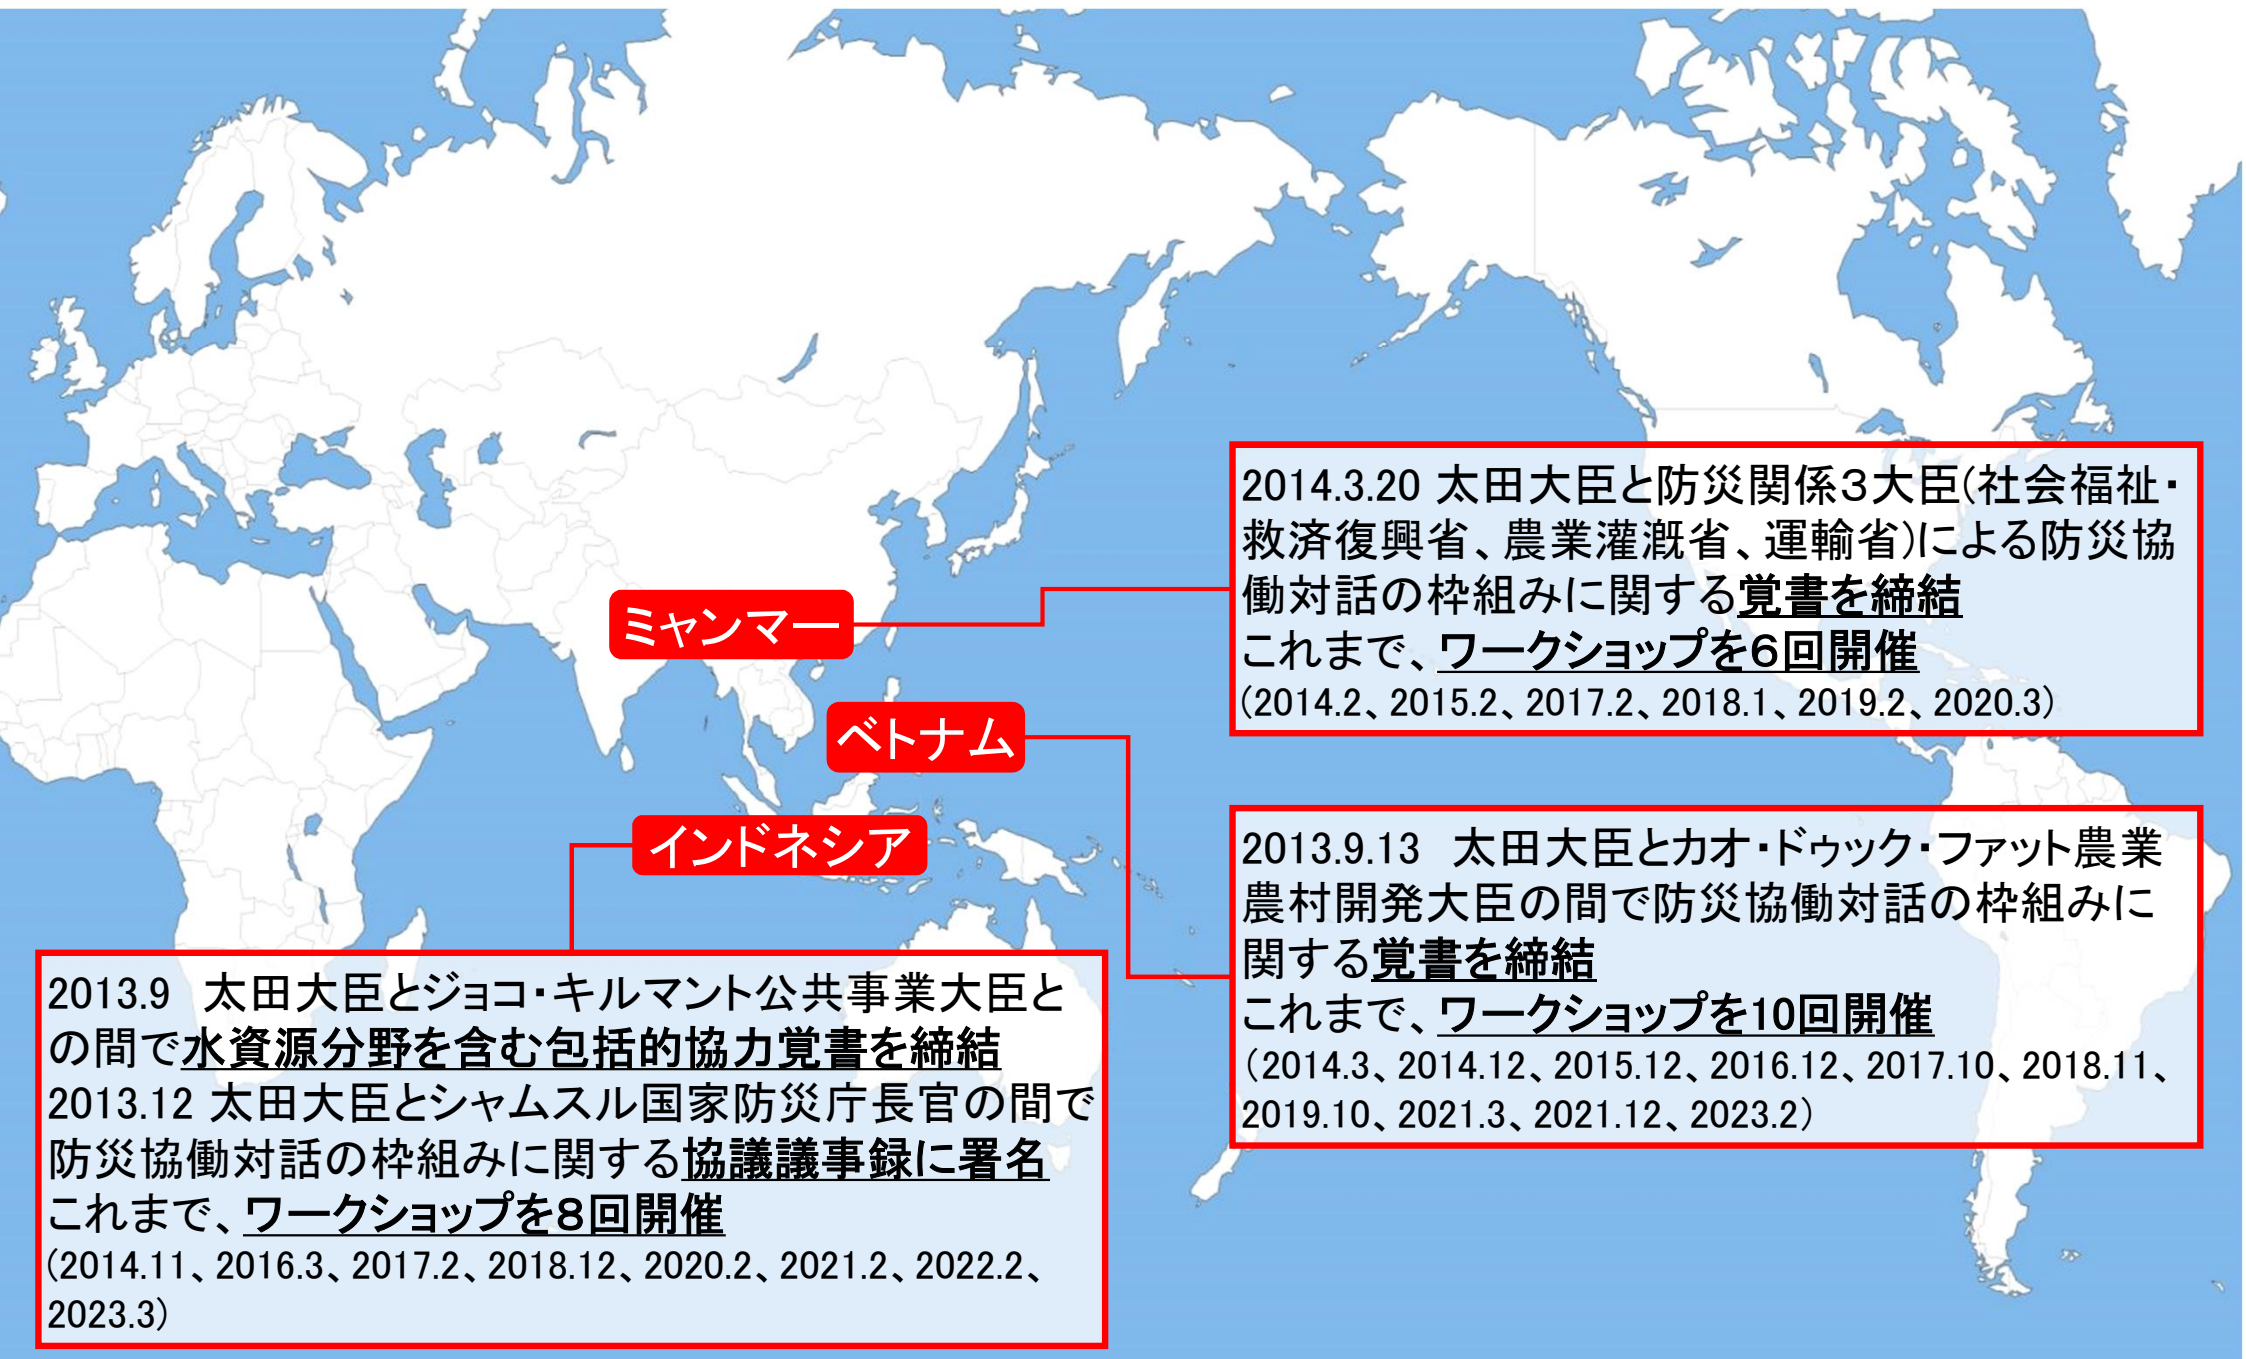 ミャンマー
2014.3.20 太田大臣と防災関係3大臣(社会福祉・
救済復興省、農業灌漑省、運輸省)による防災協
働対話の枠組みに関する覚書を締結
これまで、ワークショップを6回開催
(2014.2、2015.2、2017.2、2018.1、2019.2、2020.3)
ベトナム
2013.9.13　太田大臣とカオ・ドゥック・ファット農業
農村開発大臣の間で防災協働対話の枠組みに
関する覚書を締結
これまで、ワークショップを10回開催
(2014.3、2014.12、2015.12、2016.12、2017.10、2018.11、
2019.10、2021.3、2021.12、2023.2)
インドネシア
2013.9　太田大臣とジョコ・キルマント公共事業大臣と
の間で水資源分野を含む包括的協力覚書を締結
2013.12 太田大臣とシャムスル国家防災庁長官の間で
防災協働対話の枠組みに関する協議議事録に署名
これまで、ワークショップを8回開催
(2014.11、2016.3、2017.2、2018.12、2020.2、2021.2、2022.2、
2023.3)